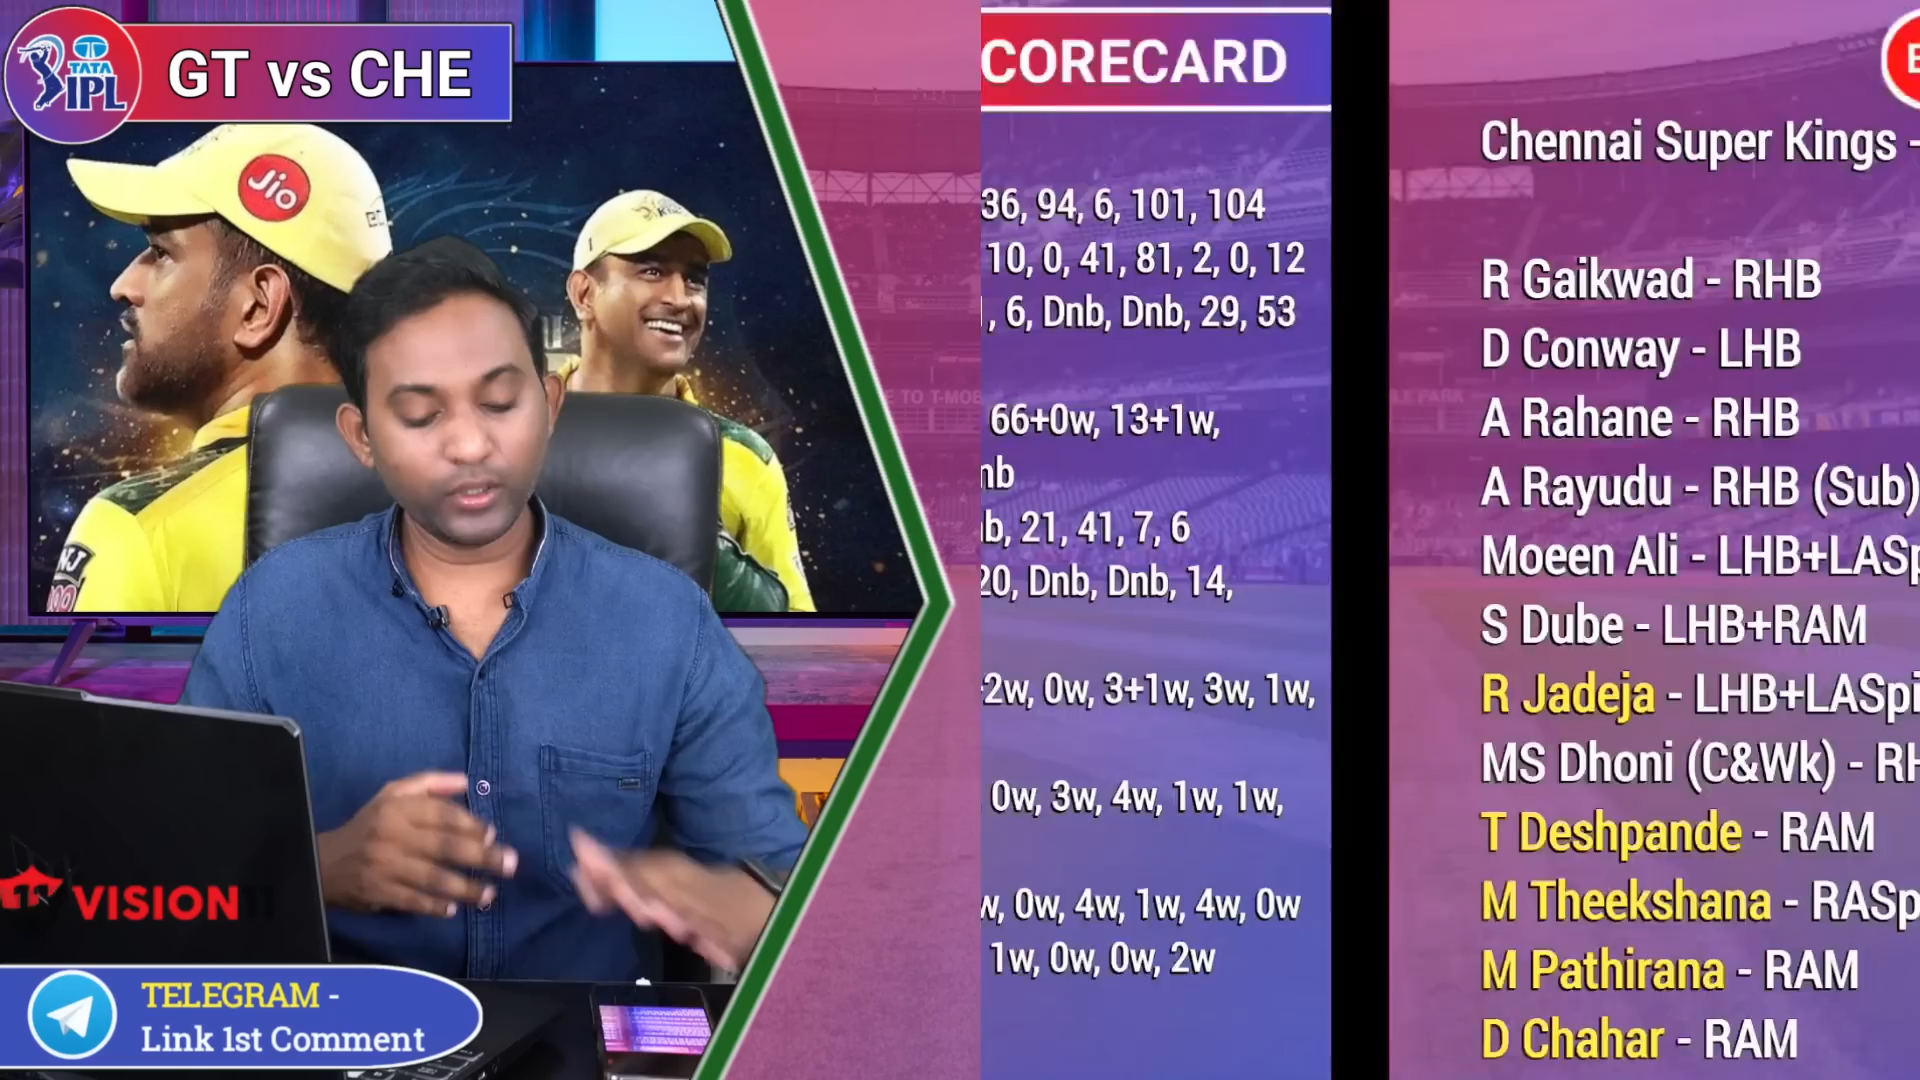 TATA
IPL
GT vs CHE
Jio
NJ
VISION11
TELEGRAM -
Link 1st Comment
CORECARD
36, 94, 6, 101, 104
10, 0, 41, 81, 2, 0, 12
, 6, Dnb, Dnb, 29, 53
66+0w, 13+1w,
nb
b, 21, 41, 7, 6
20, Dnb, Dnb, 14,
2w, 0w, 3+1w, 3w, 1w,
0w, 3w, 4w, 1w, 1w,
w, 0w, 4w, 1w, 4w, 0w
1w, 0w, 0w, 2w
Chennai Super Kings -
R Gaikwad - RHB
D Conway - LHB
A Rahane - RHB
A Rayudu - RHB (Sub)
Moeen Ali - LHB+LASp
S Dube - LHB+RAM
R Jadeja - LHB+LASpi
MS Dhoni (C&Wk) - RH
T Deshpande - RAM
M Theekshana - RASp
M Pathirana - RAM
D Chahar - RAM